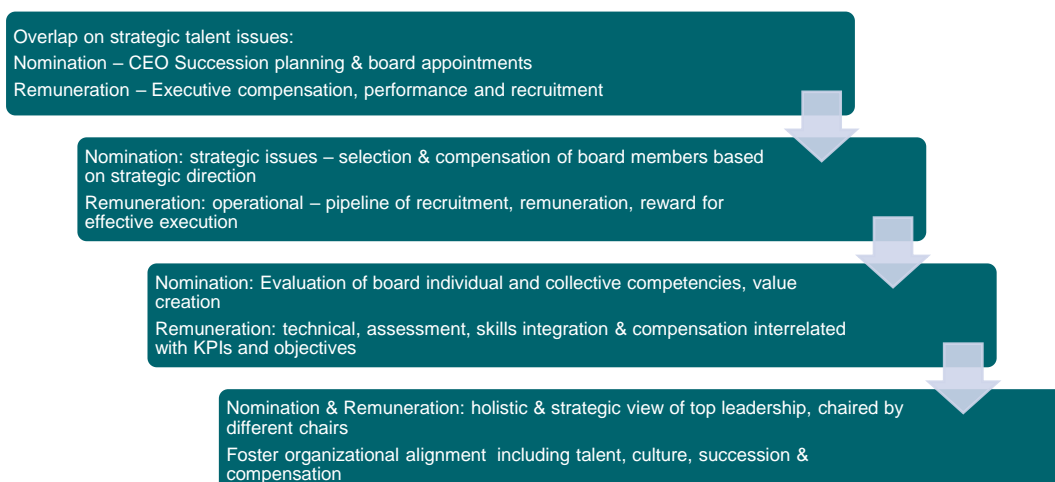 Overlap on strategic talent issues:
Nomination – CEO Succession planning & board appointments
Remuneration – Executive compensation, performance and recruitment
Nomination: strategic issues – selection & compensation of board members based
on strategic direction
Remuneration: operational – pipeline of recruitment, remuneration, reward for
effective execution
Nomination: Evaluation of board individual and collective competencies, value
creation
Remuneration: technical, assessment, skills integration & compensation interrelated
with KPIs and objectives
Nomination & Remuneration: holistic & strategic view of top leadership, chaired by
different chairs
Foster organizational alignment including talent, culture, succession &
compensation